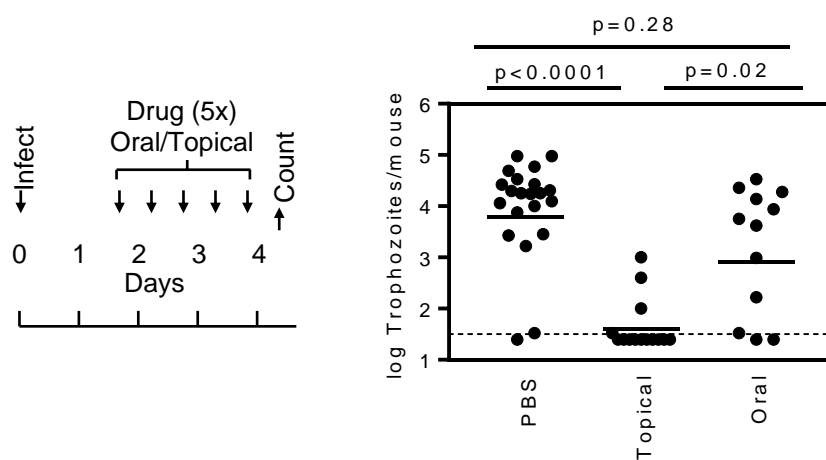 Infect
Drug (5x)
Oral/Topical
Count
0 1 2 3 4
Days
p=0.28
p<0.0001
p=0.02
log Trophozoites/mouse
6
5
4
3
2
1
PBS
Topical
Oral